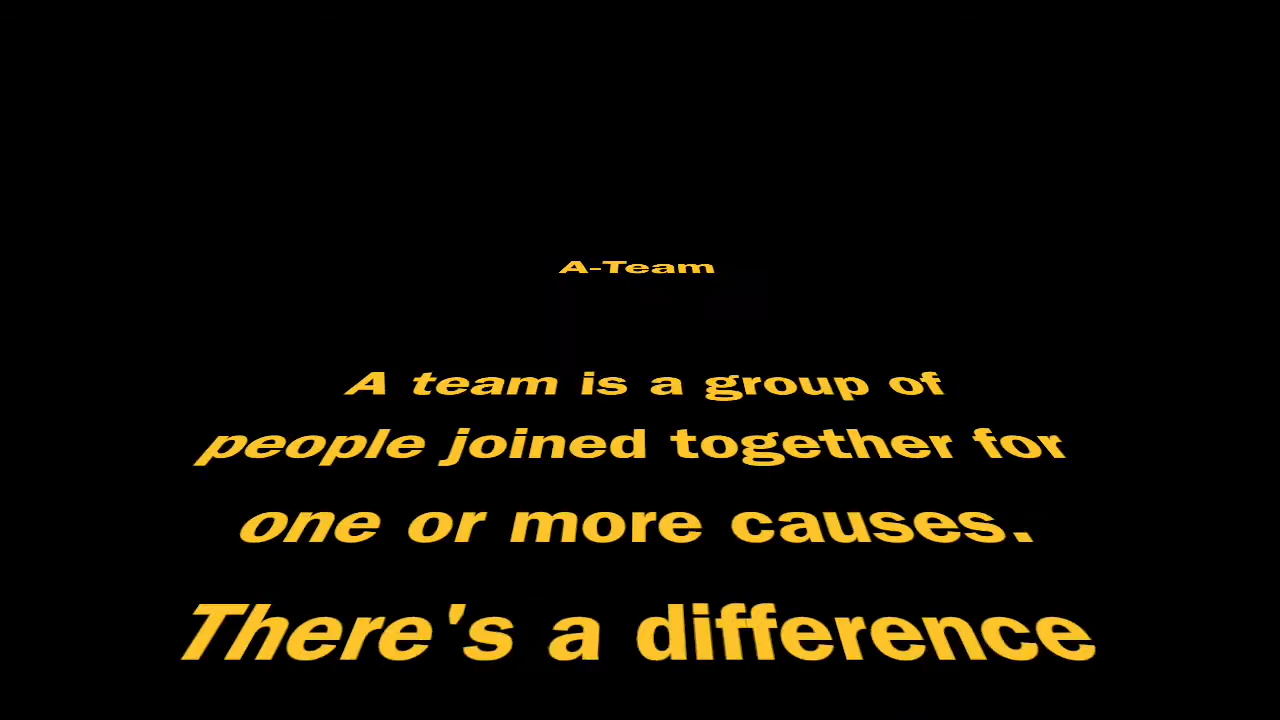 A-Team
A team is a group of
people joined together for
one or more causes.
There's a difference